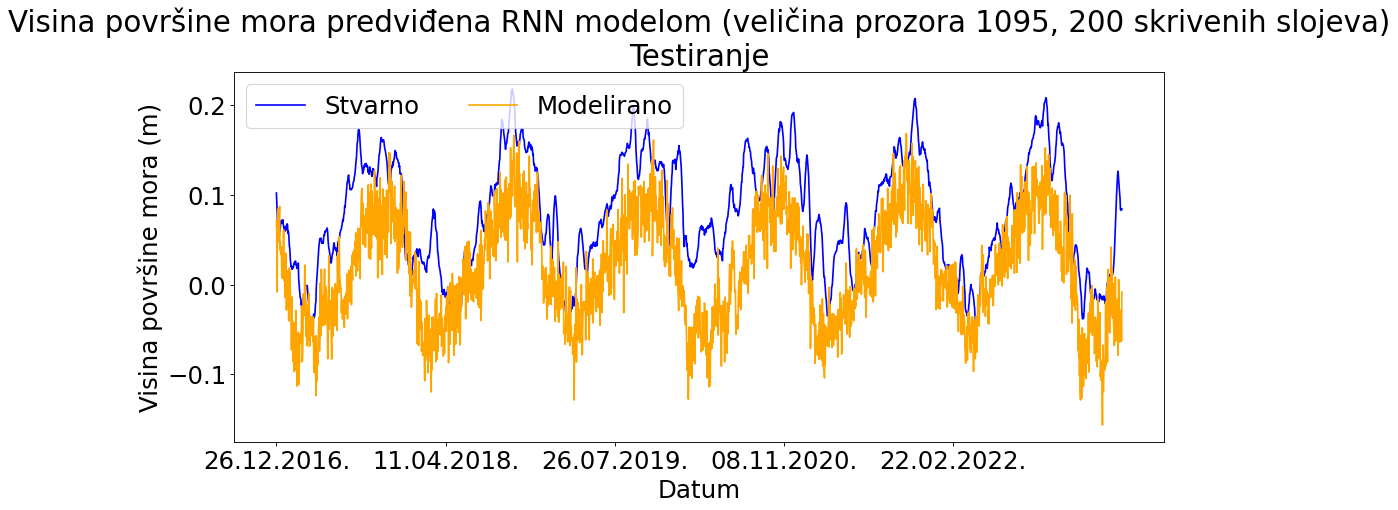 Visina površine mora predviđena RNN modelom (veličina prozora 1095, 200 skrivenih slojeva)
Testiranje
Stvarno Modelirano
Visina površine mora (m)
0.2
0.1
0.0
−0.1
26.12.2016. 11.04.2018. 26.07.2019. 08.11.2020. 22.02.2022.
Datum